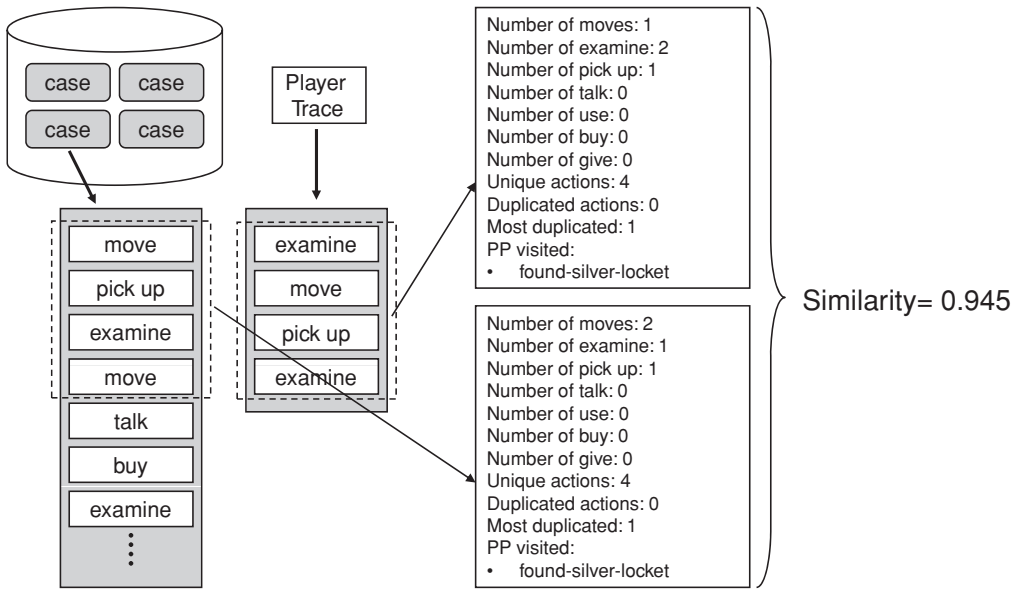 case
case
case
case
Player
Trace
move
pick up
examine
move
talk
buy
examine
examine
move
pick up
examine
Number of moves: 1
Number of examine: 2
Number of pick up: 1
Number of talk: 0
Number of use: 0
Number of buy: 0
Number of give: 0
Unique actions: 4
Duplicated actions: 0
Most duplicated: 1
PP visited:
• found-silver-locket
Number of moves: 2
Number of examine: 1
Number of pick up: 1
Number of talk: 0
Number of use: 0
Number of buy: 0
Number of give: 0
Unique actions: 4
Duplicated actions: 0
Most duplicated: 1
PP visited:
• found-silver-locket
Similarity= 0.945